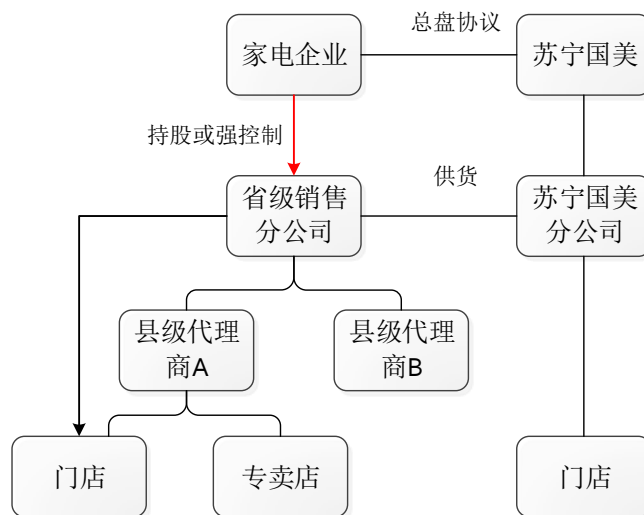 总盘协议
家电企业
苏宁国美
持股或强控制
供货
省级销售
分公司
苏宁国美
分公司
县级代理
商A
县级代理
商B
门店
专卖店
门店